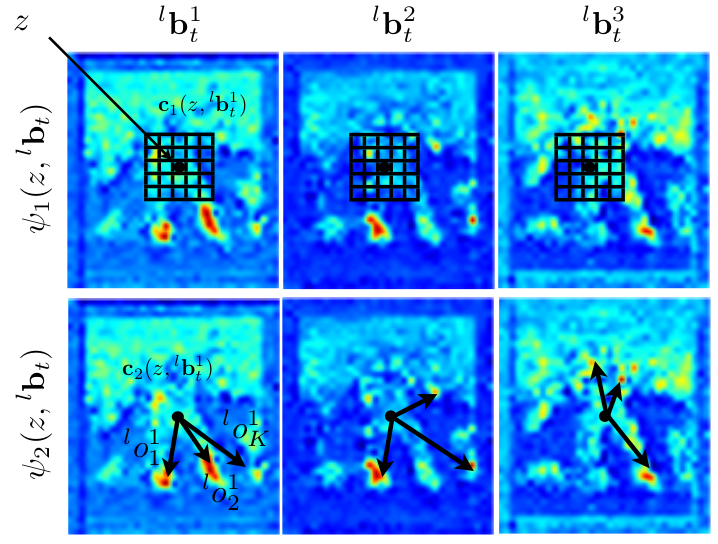 z
^l\mathbf{b}_t^1 ^l\mathbf{b}_t^2 ^l\mathbf{b}_t^3
\psi_1(z, {}^l\mathbf{b}_t)
\mathbf{c}_1(z, {}^l\mathbf{b}_t^1)
\psi_2(z, {}^l\mathbf{b}_t)
\mathbf{c}_2(z, {}^l\mathbf{b}_t^1)
^l o_1^1
^l o_2^1
^l o_K^1